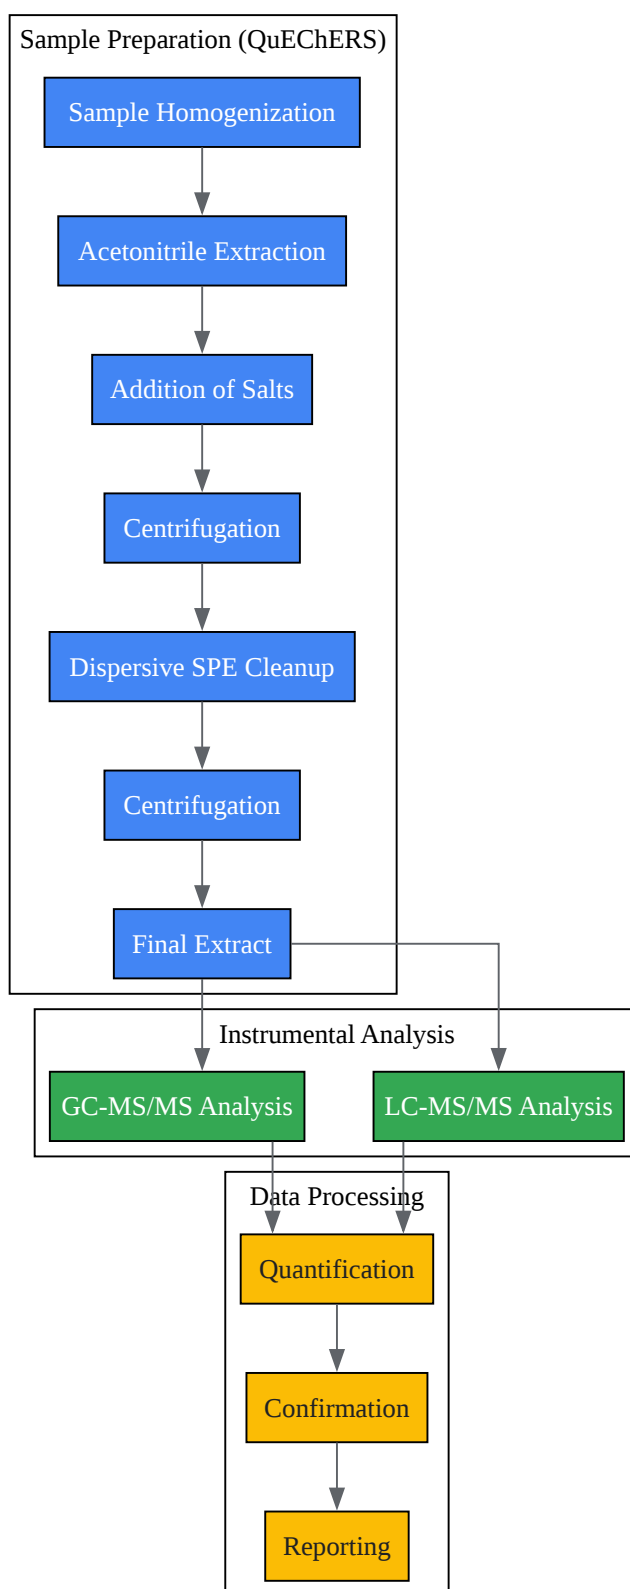 Sample Preparation (QuEChERS)
Sample Homogenization
Acetonitrile Extraction
Addition of Salts
Centrifugation
Dispersive SPE Cleanup
Centrifugation
Final Extract
Instrumental Analysis
GC-MS/MS Analysis
LC-MS/MS Analysis
Data Processing
Quantification
Confirmation
Reporting